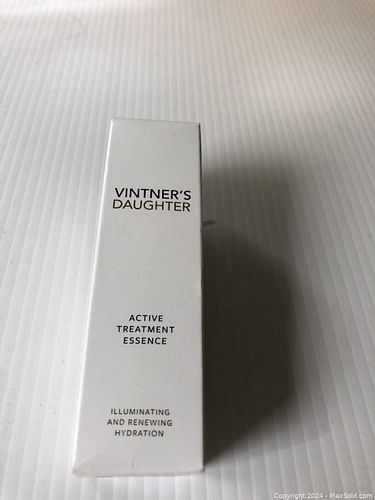 VINTNER'S
DAUGHTER
ACTIVE
TREATMENT
ESSENCE
ILLUMINATING
AND RENEWING
HYDRATION
Copyright © 2024 - MaxSold.com